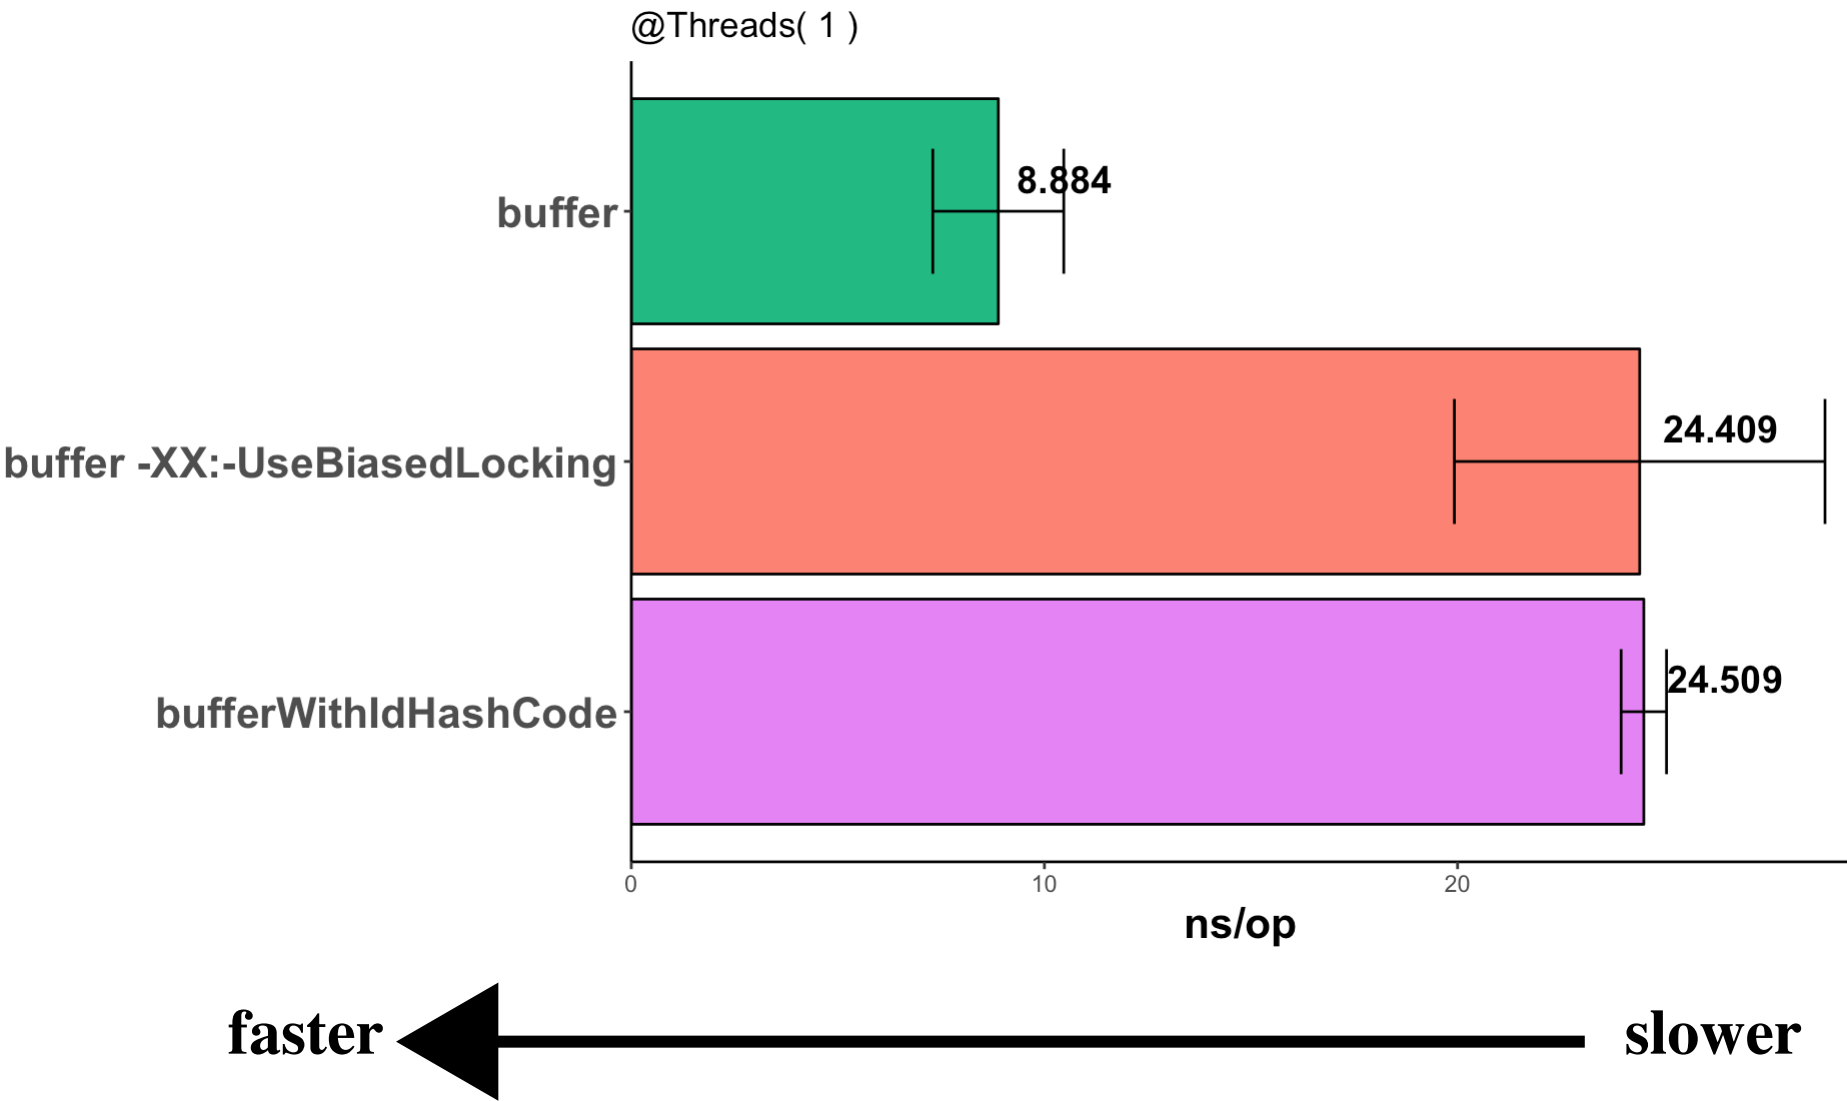 @Threads( 1 )
buffer
8.884
buffer -XX:-UseBiasedLocking
24.409
bufferWithIdHashCode
24.509
0 10 20
ns/op
faster slower